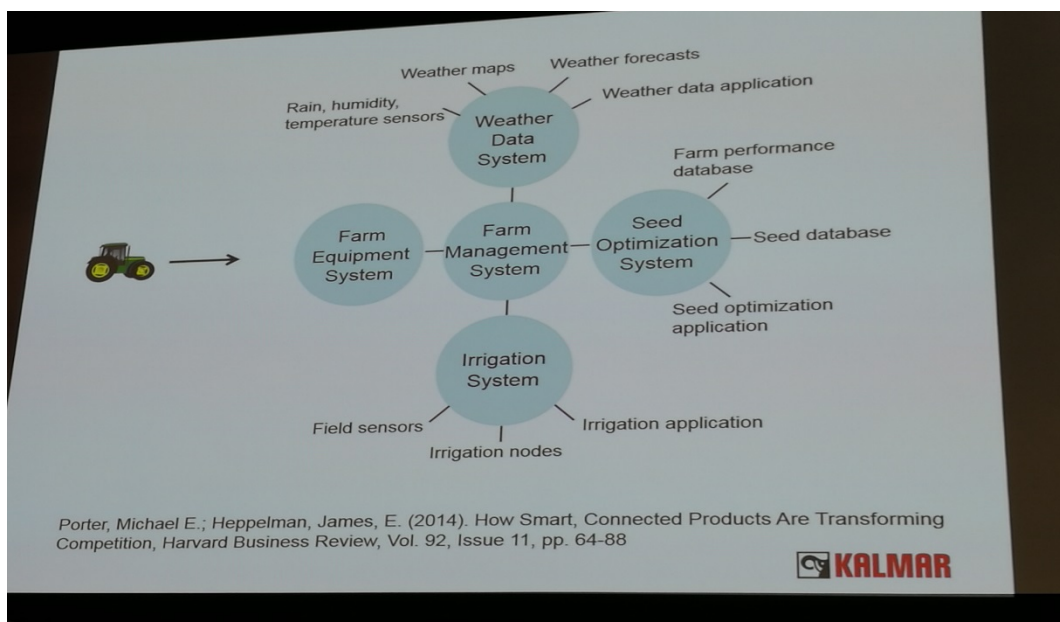 Weather maps
Weather forecasts
Rain, humidity,
temperature sensors
Weather data application
Weather
Data
System
Farm performance
database
Farm
Equipment
System
Farm
Management
System
Seed
Optimization
System
Seed database
Seed optimization
application
Irrigation
System
Field sensors
Irrigation nodes
Irrigation application
Porter, Michael E.; Heppelman, James, E. (2014). How Smart, Connected Products Are Transforming
Competition, Harvard Business Review, Vol. 92, Issue 11, pp. 64-88
KALMAR